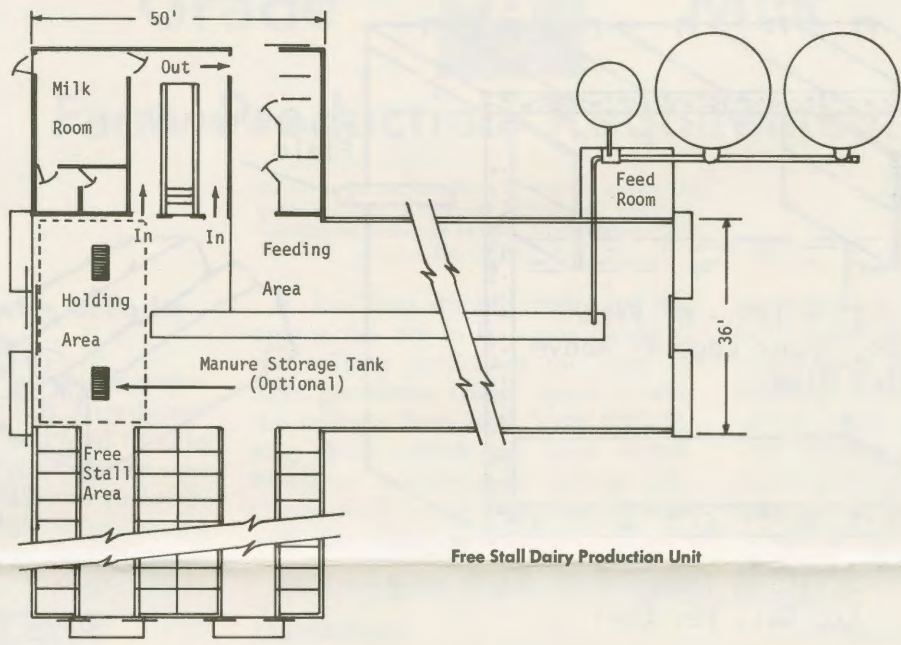 50'
Out
Milk
Room
Feed
Room
In
In
Feeding
Area
Holding
Area
36'
Manure Storage Tank
(Optional)
Free
Stall
Area
Free Stall Dairy Production Unit